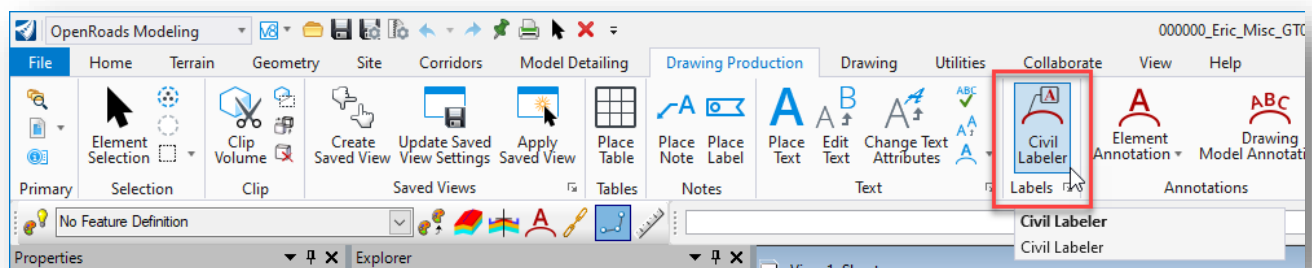 OpenRoads Modeling V8 000000_Eric_Misc_GT0
File Home Terrain Geometry Site Corridors Model Detailing Drawing Production Drawing Utilities Collaborate View Help
Element Selection
Clip Volume
Create Saved View
Update Saved View Settings
Apply Saved View
Place Table
Place Note
Place Label
Place Text
Edit Text
Change Text Attributes
Civil Labeler
Element Annotation
Drawing Model Annotati
Primary Selection Clip Saved Views Tables Notes Text Labels Annotations
No Feature Definition
Civil Labeler
Civil Labeler
Properties Explorer